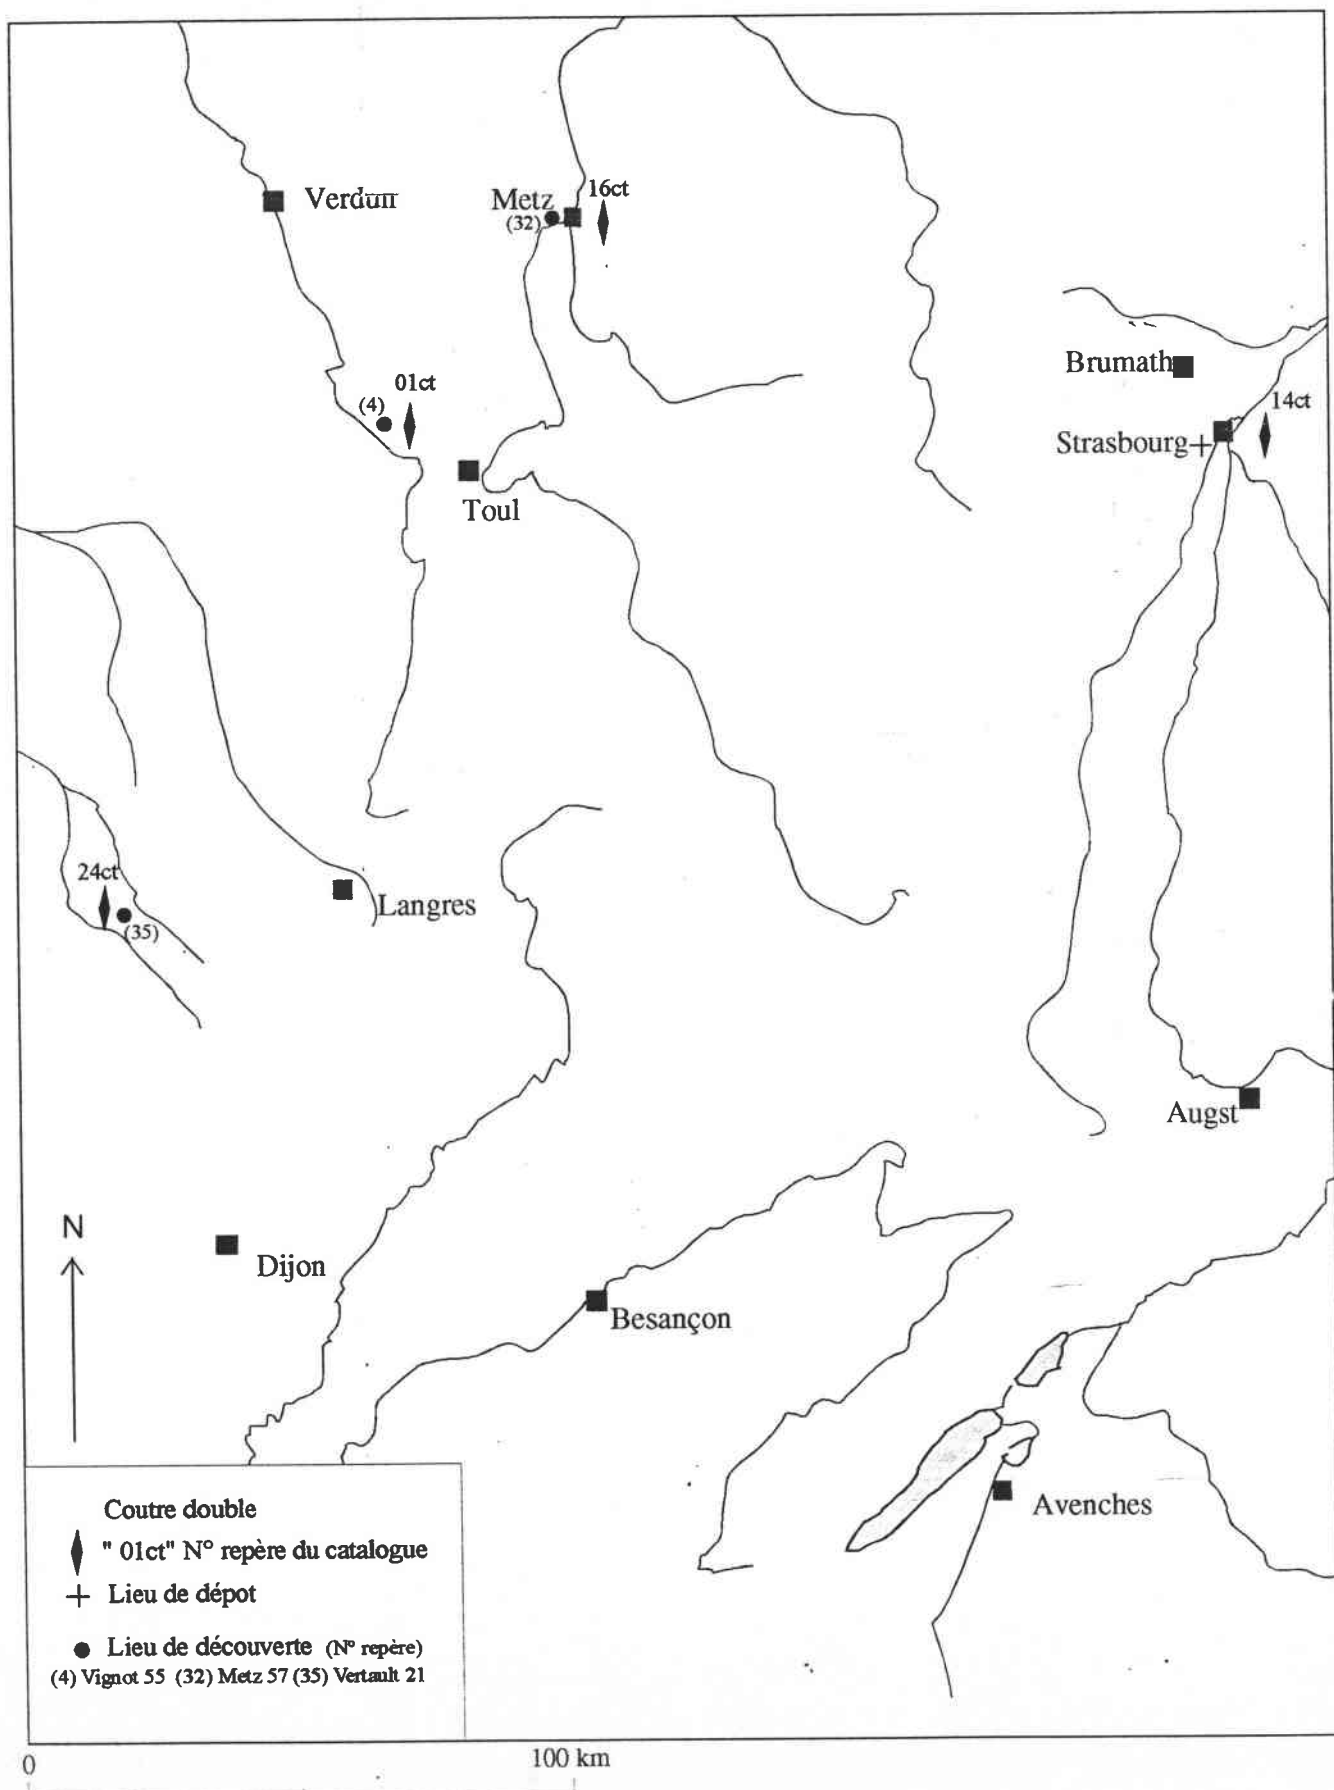 16ct
Verdun
Metz
(32)
Brumath
01ct
(4)
14ct
Strasbourg
Toul
24ct
Langres
(35)
Augst
N
Dijon
Besançon
Avenches
Coutre double
" 01ct" N° repère du catalogue
Lieu de dépot
Lieu de découverte (N° repère)
(4) Vignot 55 (32) Metz 57 (35) Vertault 21
0
100 km